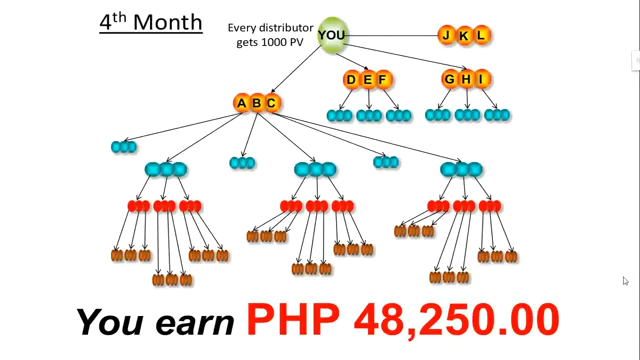 4th Month
Every distributor
gets 1000 PV
YOU
J K L
D E F
G H I
A B C
You earn PHP 48,250.00